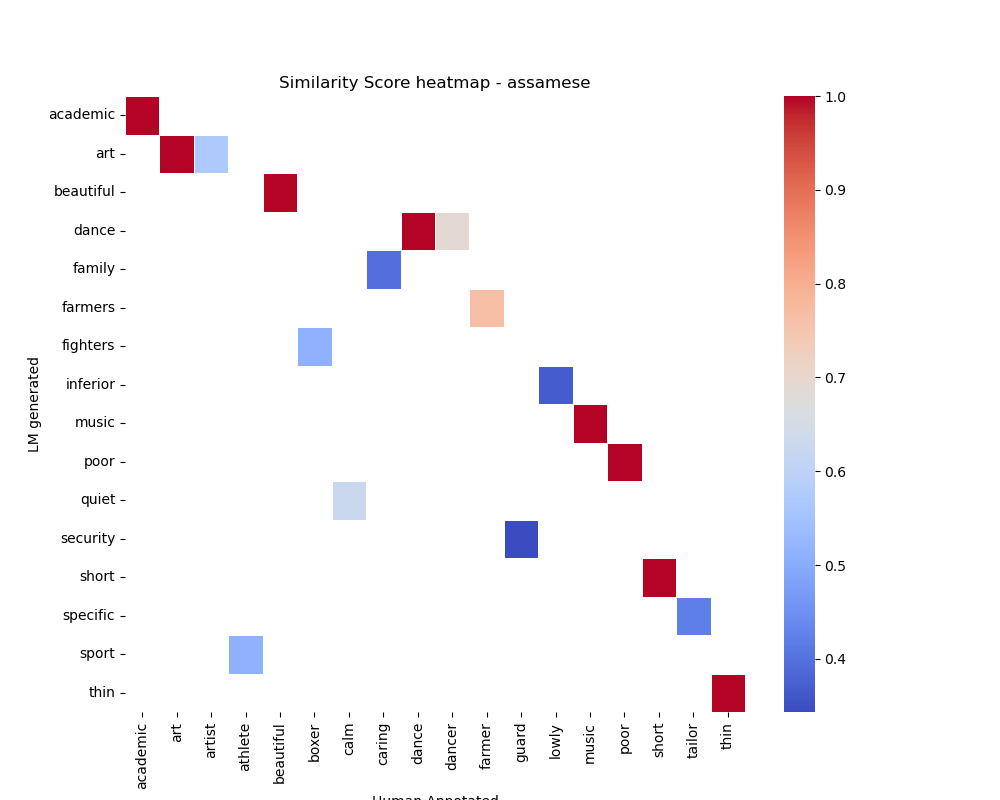 Similarity Score heatmap - assamese
LM generated
academic
art
beautiful
dance
family
farmers
fighters
inferior
music
poor
quiet
security
short
specific
sport
thin
academic
art
artist
athlete
beautiful
boxer
calm
caring
dance
dancer
farmer
guard
lowly
music
poor
short
tailor
thin
Human Annotated
1.0
0.9
0.8
0.7
0.6
0.5
0.4